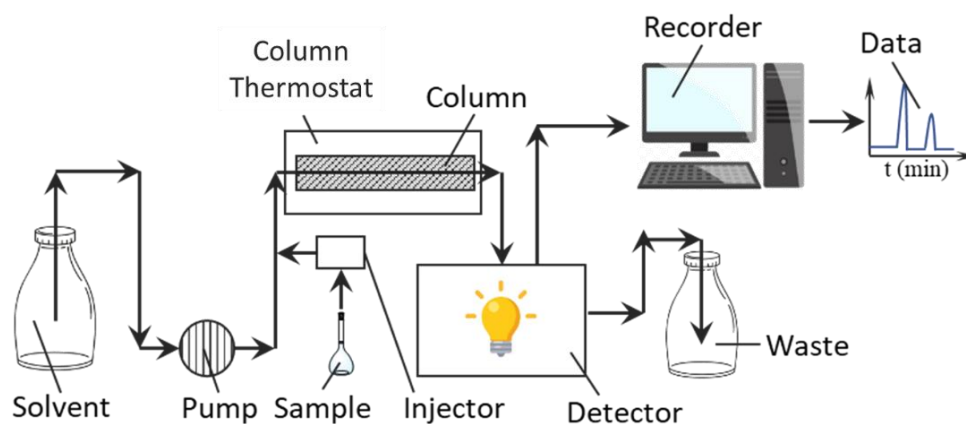 Recorder
Data
Column
Thermostat
Column
t (min)
Solvent
Pump
Sample
Injector
Detector
Waste